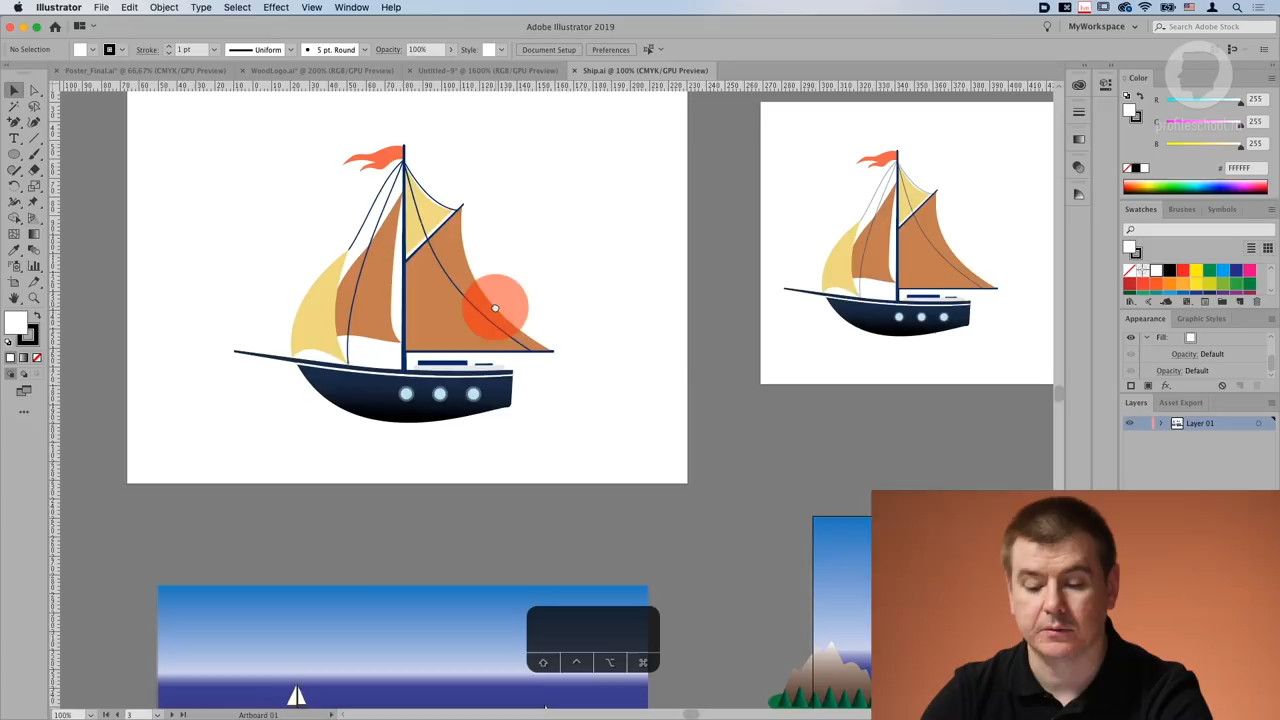 Illustrator File Edit Object Type Select Effect View Window Help
Adobe Illustrator 2019
MyWorkspace
Search Adobe Stock
No Selection
Stroke: 1 pt Uniform 5 pt. Round Opacity: 100% Style: Document Setup Preferences
Poster_Final.ai* @ 66,67% (CMYK/GPU Preview)
WoodLogo.ai* @ 200% (RGB/GPU Preview)
Untitled-9* @ 1600% (RGB/GPU Preview)
Ship.ai @ 100% (CMYK/GPU Preview)
Color
R 255
G 255
B 255
# FFFFFF
Swatches Brushes Symbols
Appearance Graphic Styles
Fill:
Opacity: Default
Opacity: Default
Layers Asset Export
Layer 01
100% 3 Artboard 01